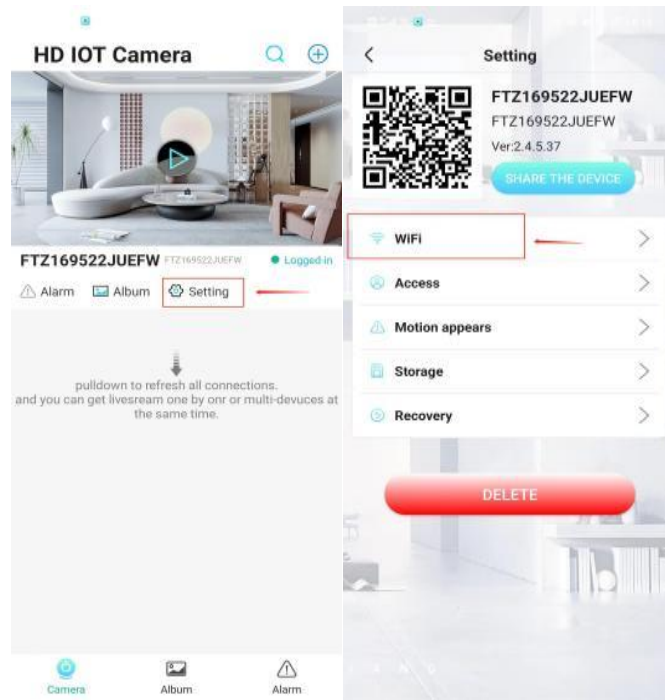 HD IOT Camera
FTZ169522JUEFW FTZ169522JUEFW Logged in
Alarm Album Setting
pulldown to refresh all connections.
and you can get livesream one by onr or multi-devuces at
the same time.
Camera Album Alarm
Setting
FTZ169522JUEFW
FTZ169522JUEFW
Ver:2.4.5.37
SHARE THE DEVICE
WiFi
Access
Motion appears
Storage
Recovery
DELETE